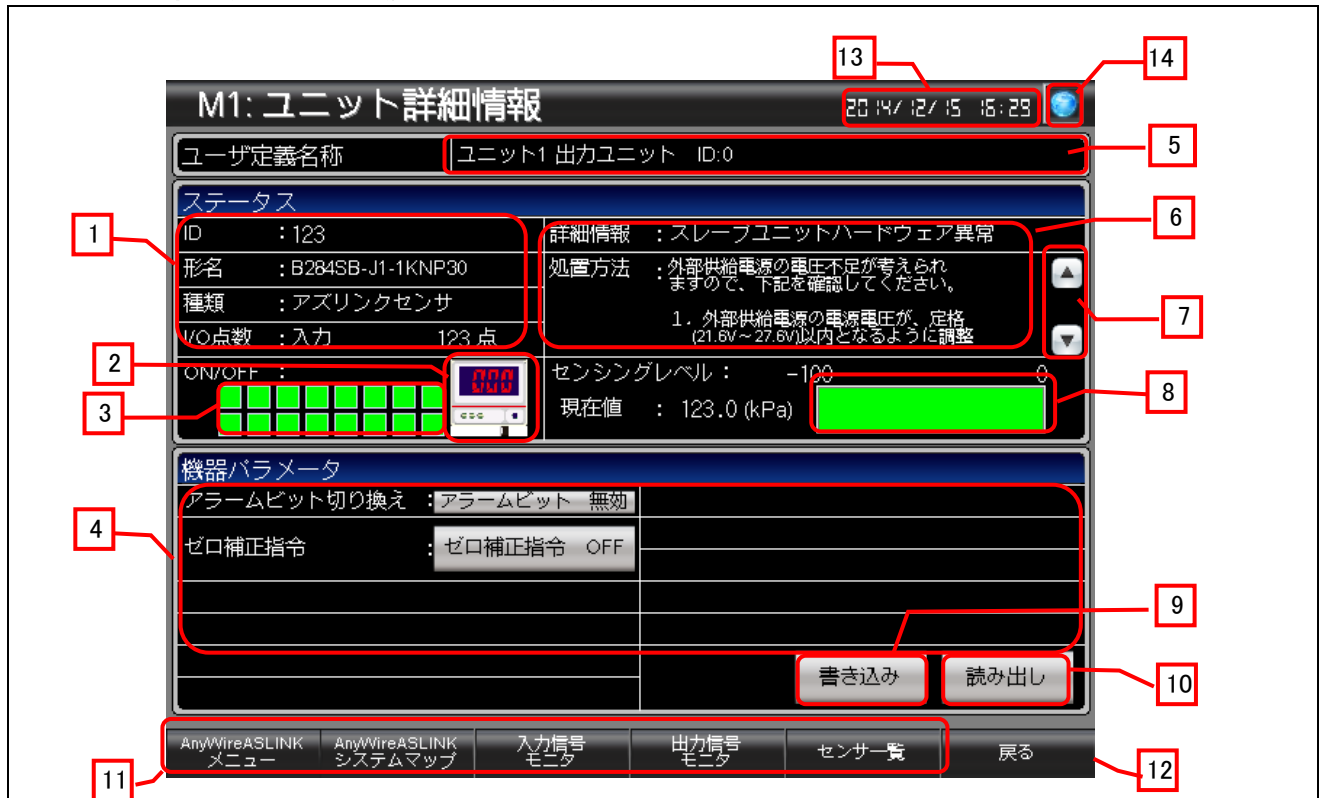 13
14
M1: ユニット詳細情報
2014/12/15 16:29
ユーザ定義名称
ユニット1 出力ユニット ID:0
5
ステータス
1
ID :123
形名 :B284SB-J1-1KNP30
種類 :アズリンクセンサ
I/O点数 :入力 123 点
詳細情報 :スレーブユニットハードウェア異常
6
処置方法 :外部供給電源の電圧不足が考えられ
ますので、下記を確認してください。
1. 外部供給電源の電源電圧が、定格
(21.6V~27.6V)以内となるように調整
7
2
ON/OFF :
3
000
センシングレベル: -100 0
現在値 : 123.0 (kPa)
8
機器パラメータ
4
アラームビット切り換え :アラームビット 無効
ゼロ補正指令 :ゼロ補正指令 OFF
9
書き込み
読み出し
10
11
AnyWireASLINK
メニュー
AnyWireASLINK
システムマップ
入力信号
モニタ
出力信号
モニタ
センサ一覧
戻る
12